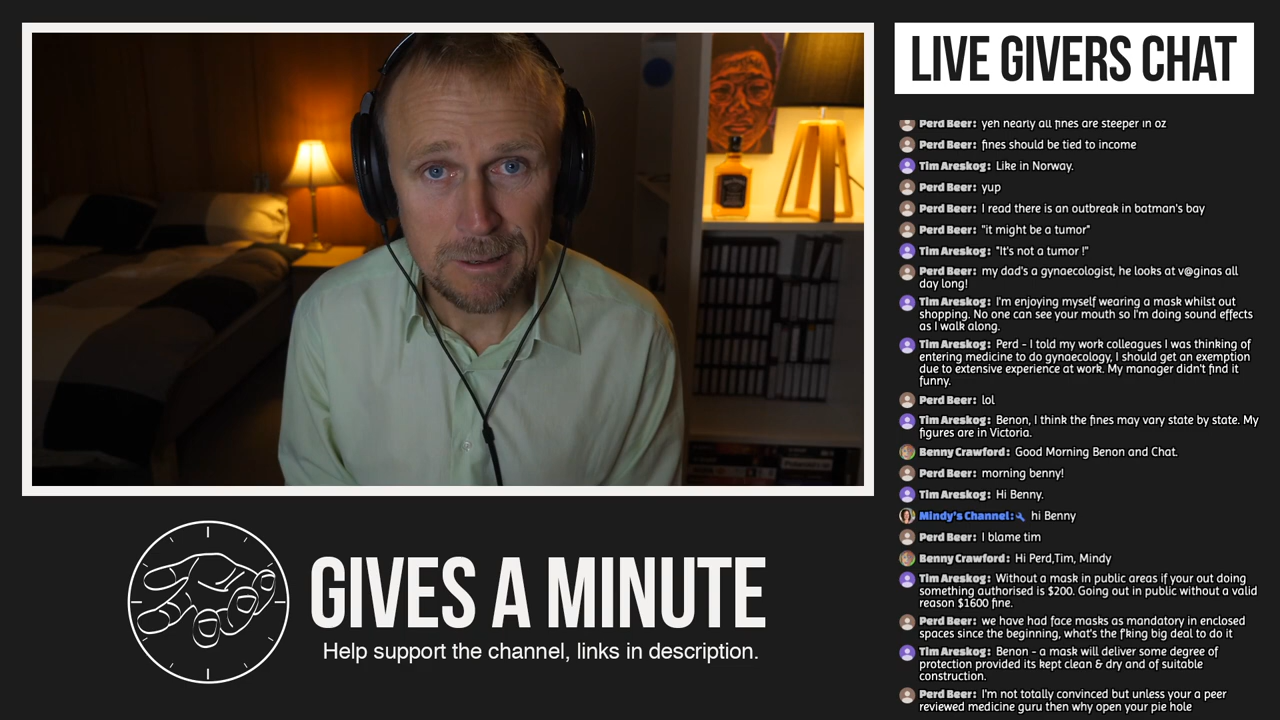 LIVE GIVERS CHAT
Perd Beer: yeh nearly all fines are steeper in oz
Perd Beer: fines should be tied to income
Tim Areskog: Like in Norway.
Perd Beer: yup
Perd Beer: I read there is an outbreak in batman's bay
Perd Beer: "it might be a tumor"
Tim Areskog: "It's not a tumor !"
Perd Beer: my dad's a gynaecologist, he looks at v@ginas all
day long!
Tim Areskog: I'm enjoying myself wearing a mask whilst out
shopping. No one can see your mouth so I'm doing sound effects
as I walk along.
Tim Areskog: Perd - I told my work colleagues I was thinking of
entering medicine to do gynaecology, I should get an exemption
due to extensive experience at work. My manager didn't find it
funny.
Perd Beer: lol
Tim Areskog: Benon, I think the fines may vary state by state. My
figures are in Victoria.
Benny Crawford: Good Morning Benon and Chat.
Perd Beer: morning benny!
Tim Areskog: Hi Benny.
Mindy's Channel: hi Benny
Perd Beer: I blame tim
Benny Crawford: Hi Perd,Tim, Mindy
Tim Areskog: Without a mask in public areas if your out doing
something authorised is $200. Going out in public without a valid
reason $1600 fine.
Perd Beer: we have had face masks as mandatory in enclosed
spaces since the beginning, what's the f'king big deal to do it
Tim Areskog: Benon - a mask will deliver some degree of
protection provided its kept clean & dry and of suitable
construction.
Perd Beer: I'm not totally convinced but unless your a peer
reviewed medicine guru then why open your pie hole
GIVES A MINUTE
Help support the channel, links in description.